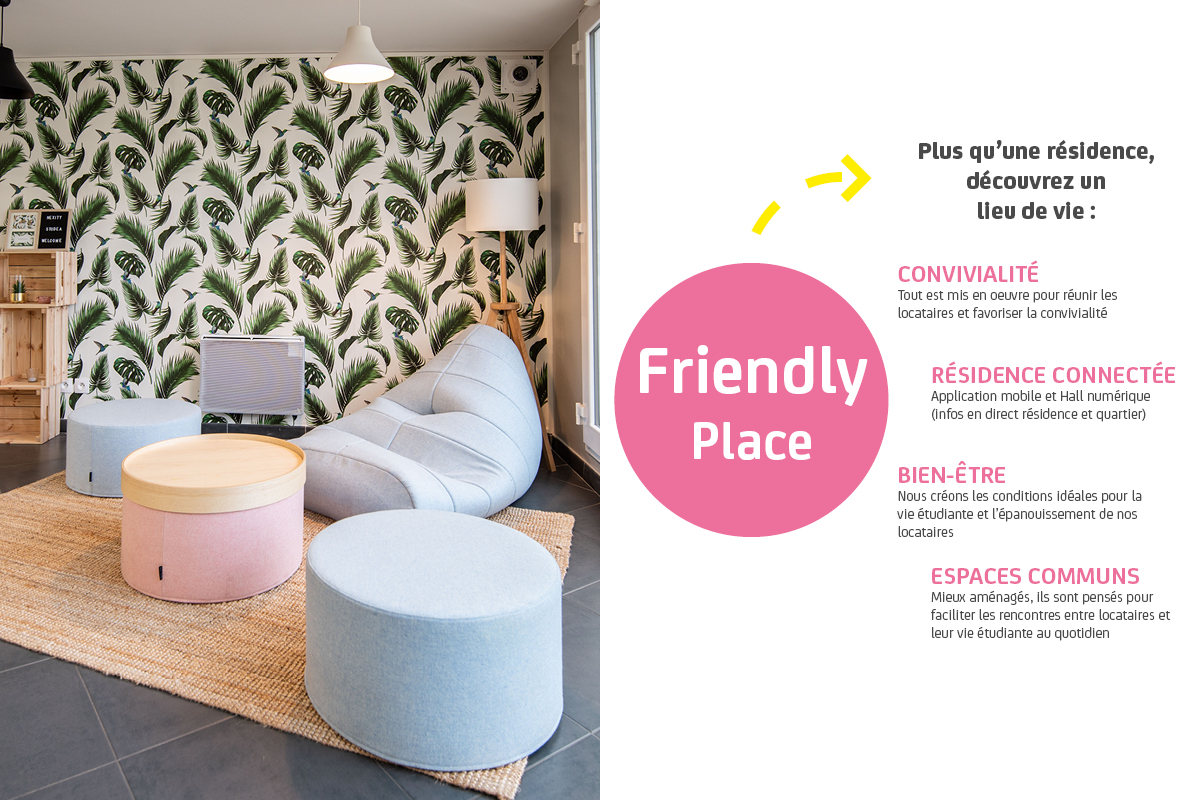 NEXITY
STUDEA
WELCOME
Plus qu’une résidence,
découvrez un
lieu de vie :
Friendly
Place
CONVIVIALITÉ
Tout est mis en oeuvre pour réunir les
locataires et favoriser la convivialité
RÉSIDENCE CONNECTÉE
Application mobile et Hall numérique
(infos en direct résidence et quartier)
BIEN-ÊTRE
Nous créons les conditions idéales pour la
vie étudiante et l’épanouissement de nos
locataires
ESPACES COMMUNS
Mieux aménagés, ils sont pensés pour
faciliter les rencontres entre locataires et
leur vie étudiante au quotidien